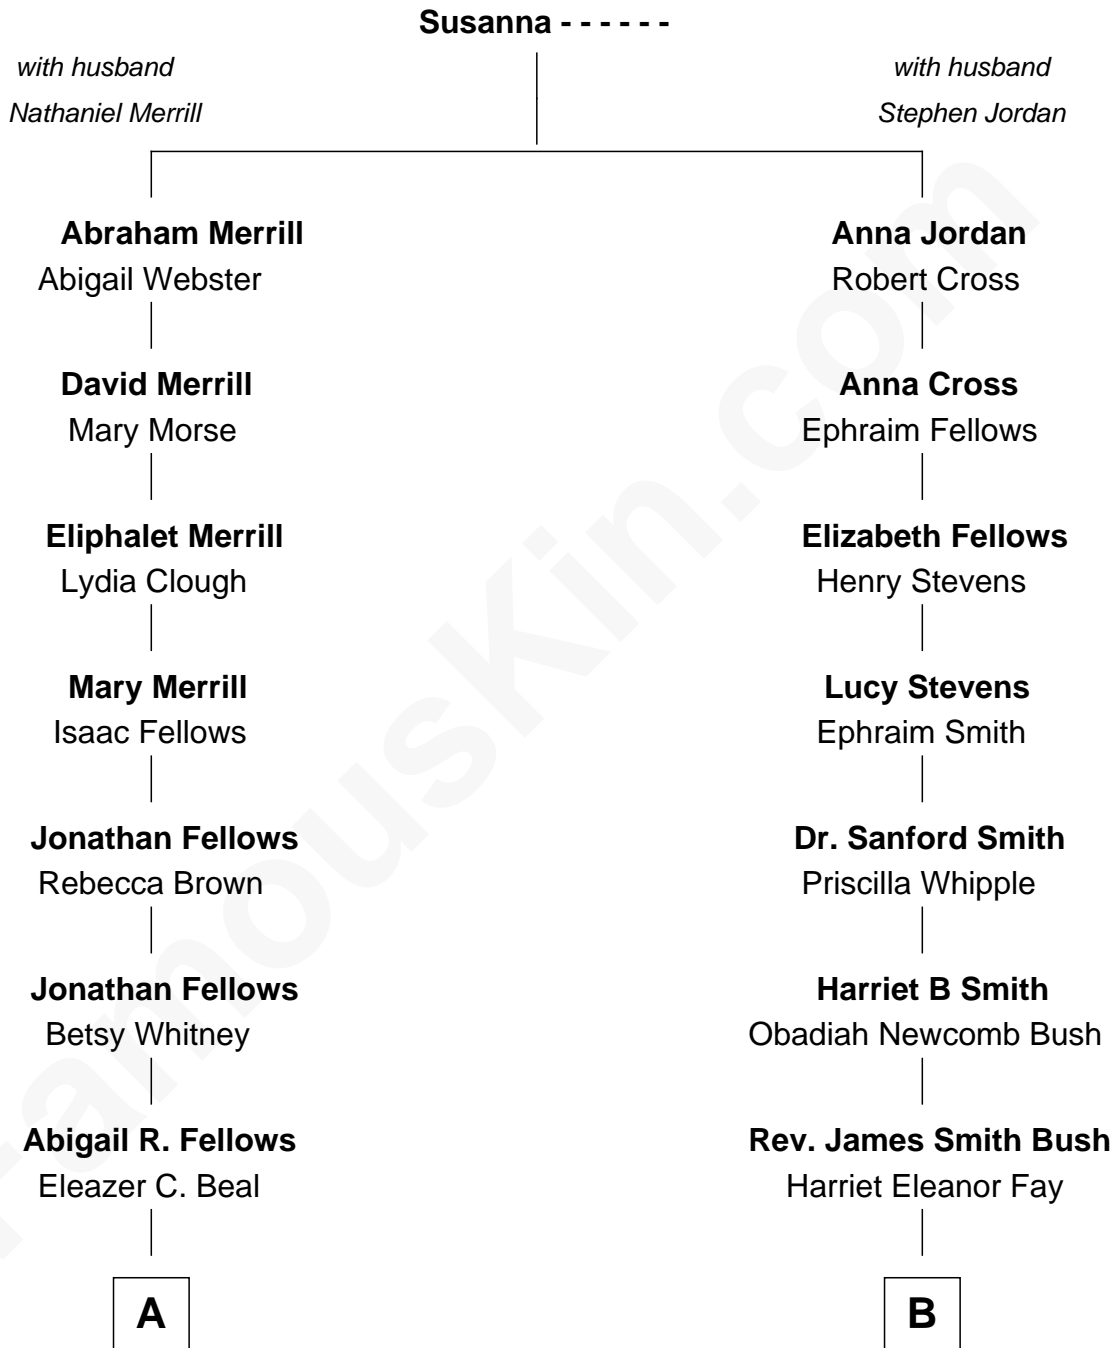 Susanna - - - - - -
with husband
Nathaniel Merrill
with husband
Stephen Jordan
Abraham Merrill
Abigail Webster
Anna Jordan
Robert Cross
David Merrill
Mary Morse
Anna Cross
Ephraim Fellows
Eliphalet Merrill
Lydia Clough
Elizabeth Fellows
Henry Stevens
Mary Merrill
Isaac Fellows
Lucy Stevens
Ephraim Smith
Jonathan Fellows
Rebecca Brown
Dr. Sanford Smith
Priscilla Whipple
Jonathan Fellows
Betsy Whitney
Harriet B Smith
Obadiah Newcomb Bush
Abigail R. Fellows
Eleazer C. Beal
Rev. James Smith Bush
Harriet Eleanor Fay
A
B
FamousKin.com